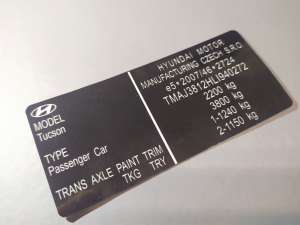 HYUNDAI MOTOR
MANUFACTURING CZECH S.R.O.
e5*2007/46*2724
TMAJ3812HLI940272
2200 kg
3800 kg
1-1240 kg
2-1150 kg
MODEL
Tucson
TYPE
Passenger Car
TRANS AXLE PAINT TRIM
TKG TRY